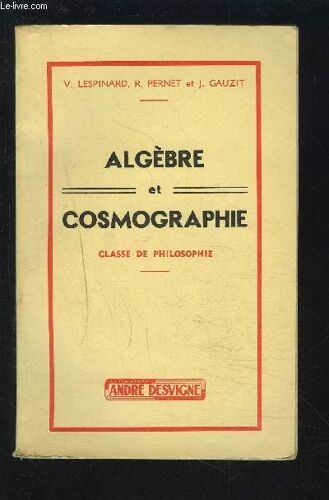 Le-livre.com
V. LESPINARD, R. PERNET et J. GAUZIT
ALGÈBRE
et
COSMOGRAPHIE
CLASSE DE PHILOSOPHIE
ANDRÉ DESVIGNE